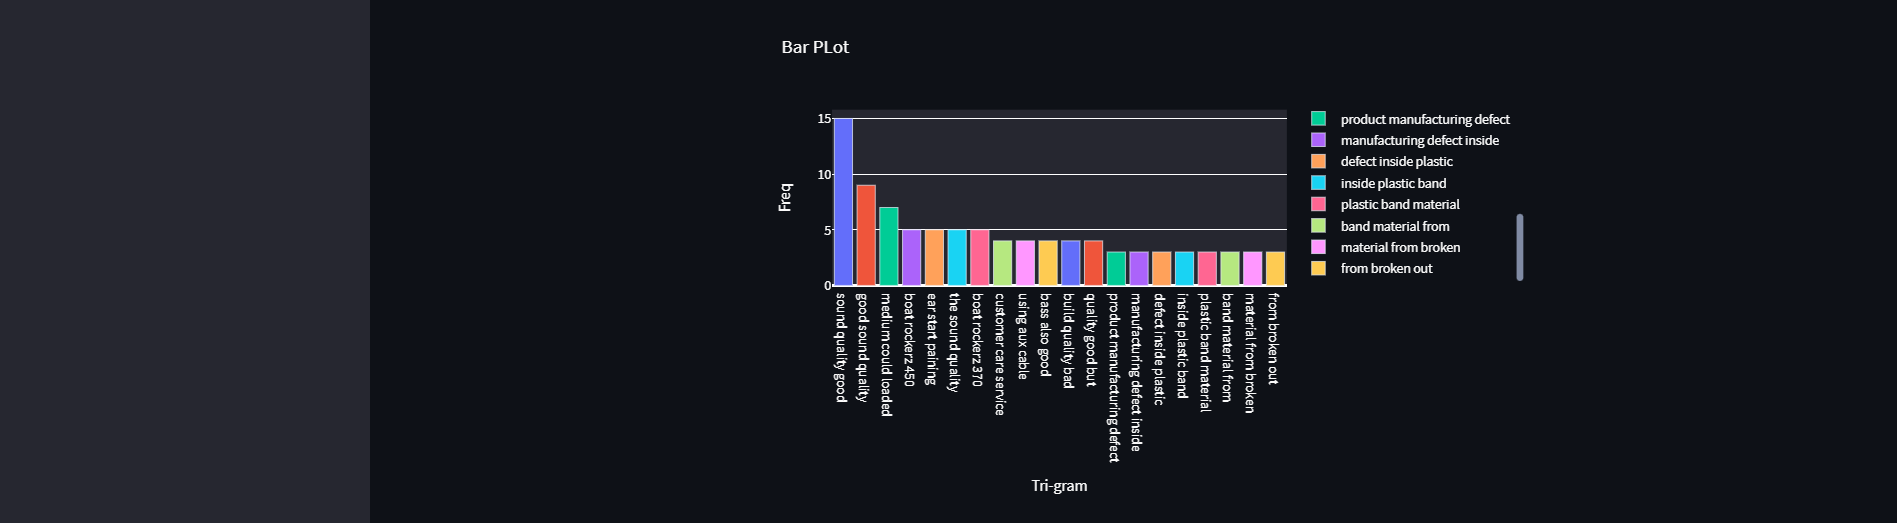 Bar PLot
15
10
5
0
Freq
sound quality good
good sound quality
medium could loaded
boat rockerz 450
ear start paining
the sound quality
boat rockerz 370
customer care service
using aux cable
bass also good
build quality bad
quality good but
product manufacturing defect
manufacturing defect inside
defect inside plastic
inside plastic band
plastic band material
band material from
material from broken
from broken out
Tri-gram
product manufacturing defect
manufacturing defect inside
defect inside plastic
inside plastic band
plastic band material
band material from
material from broken
from broken out